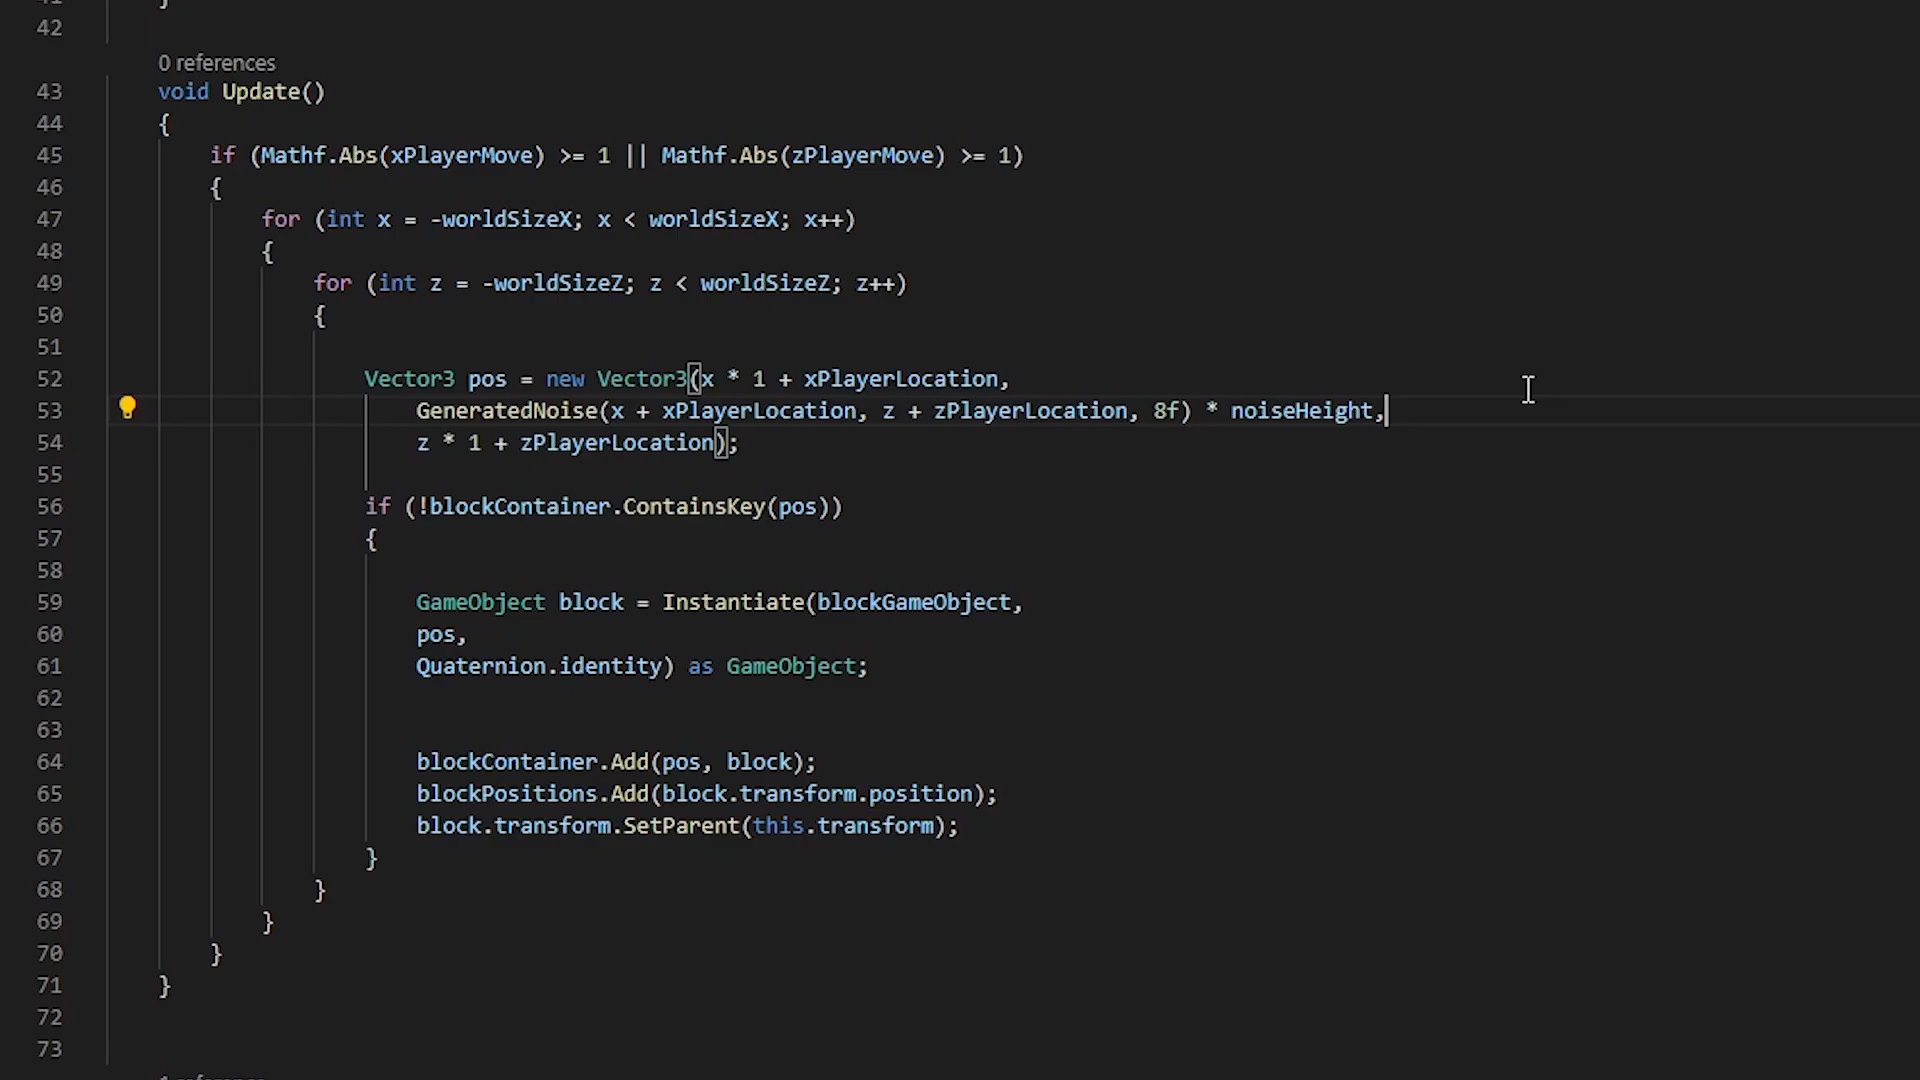 42
0 references
43 void Update()
44 {
45 if (Mathf.Abs(xPlayerMove) >= 1 || Mathf.Abs(zPlayerMove) >= 1)
46 {
47 for (int x = -worldSizeX; x < worldSizeX; x++)
48 {
49 for (int z = -worldSizeZ; z < worldSizeZ; z++)
50 {
51
52 Vector3 pos = new Vector3(x * 1 + xPlayerLocation,
53 GeneratedNoise(x + xPlayerLocation, z + zPlayerLocation, 8f) * noiseHeight,
54 z * 1 + zPlayerLocation);
55
56 if (!blockContainer.ContainsKey(pos))
57 {
58
59 GameObject block = Instantiate(blockGameObject,
60 pos,
61 Quaternion.identity) as GameObject;
62
63
64 blockContainer.Add(pos, block);
65 blockPositions.Add(block.transform.position);
66 block.transform.SetParent(this.transform);
67 }
68 }
69 }
70 }
71 }
72
73